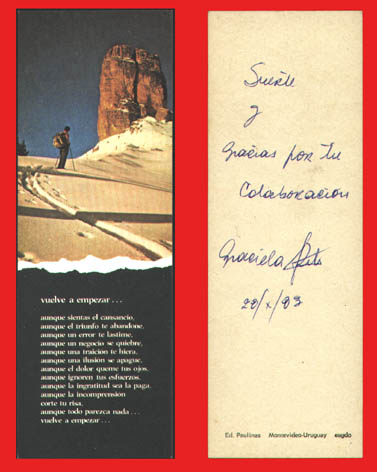 vuelve a empezar...
aunque sientas el cansancio,
aunque el triunfo te abandone,
aunque un error te lastime,
aunque un negocio se quiebre,
aunque una traición te hiera,
aunque una ilusión se apague,
aunque el dolor queme tus ojos,
aunque ignoren tus esfuerzos,
aunque la ingratitud sea la paga,
aunque la incomprensión
corte tu risa,
aunque todo parezca nada...
vuelve a empezar...
Suerte
y
Gracias por tu
Colaboración
Graciela
28/X/83
Ed. Paulinas Montevideo-Uruguay